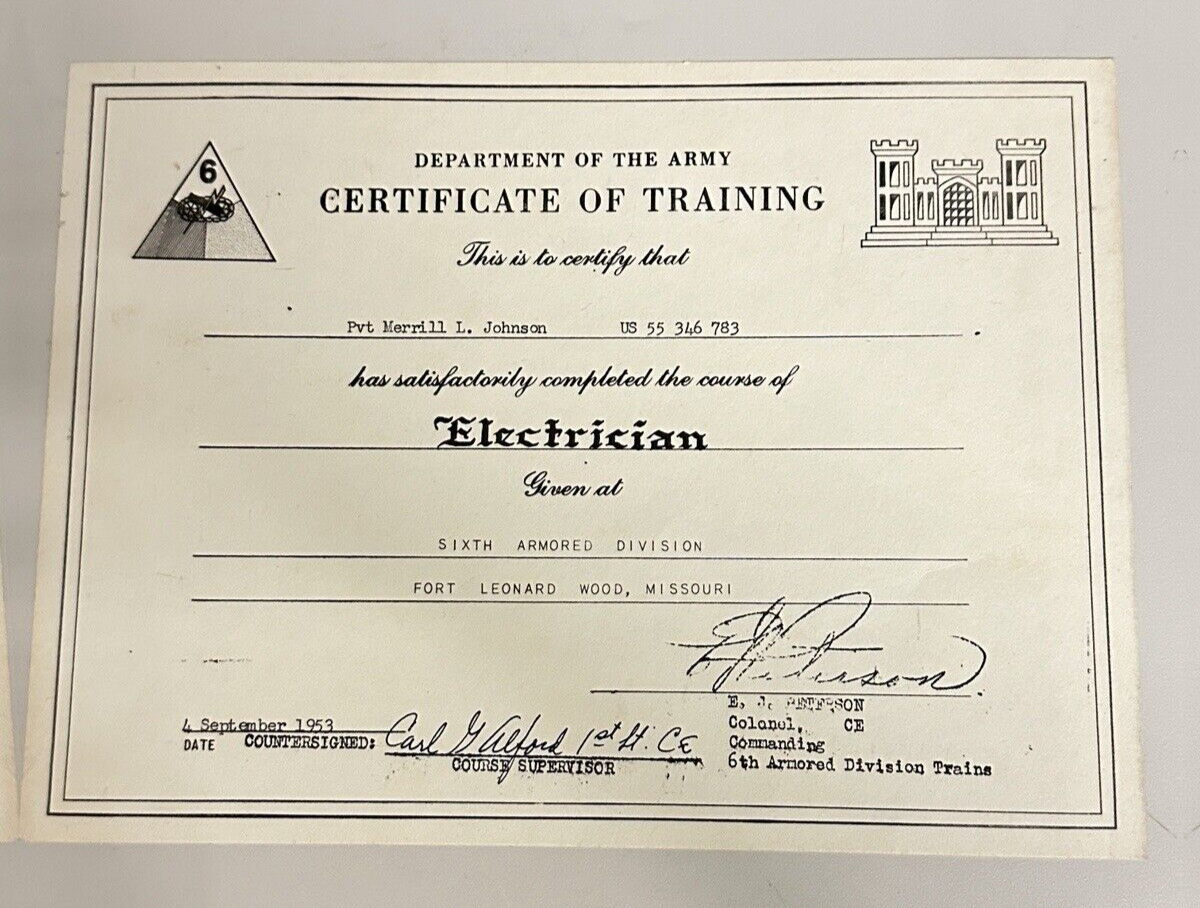 6
DEPARTMENT OF THE ARMY
CERTIFICATE OF TRAINING
This is to certify that
Pvt Merrill L. Johnson US 55 346 783
has satisfactorily completed the course of
Electrician
Given at
SIXTH ARMORED DIVISION
FORT LEONARD WOOD, MISSOURI
E J Peterson
E. J. PETERSON
4 September 1953
Colonel, CE
DATE COUNTERSIGNED: Carl G Alford 1st Lt. CE
Commanding
COURSE SUPERVISOR
6th Armored Division Trains